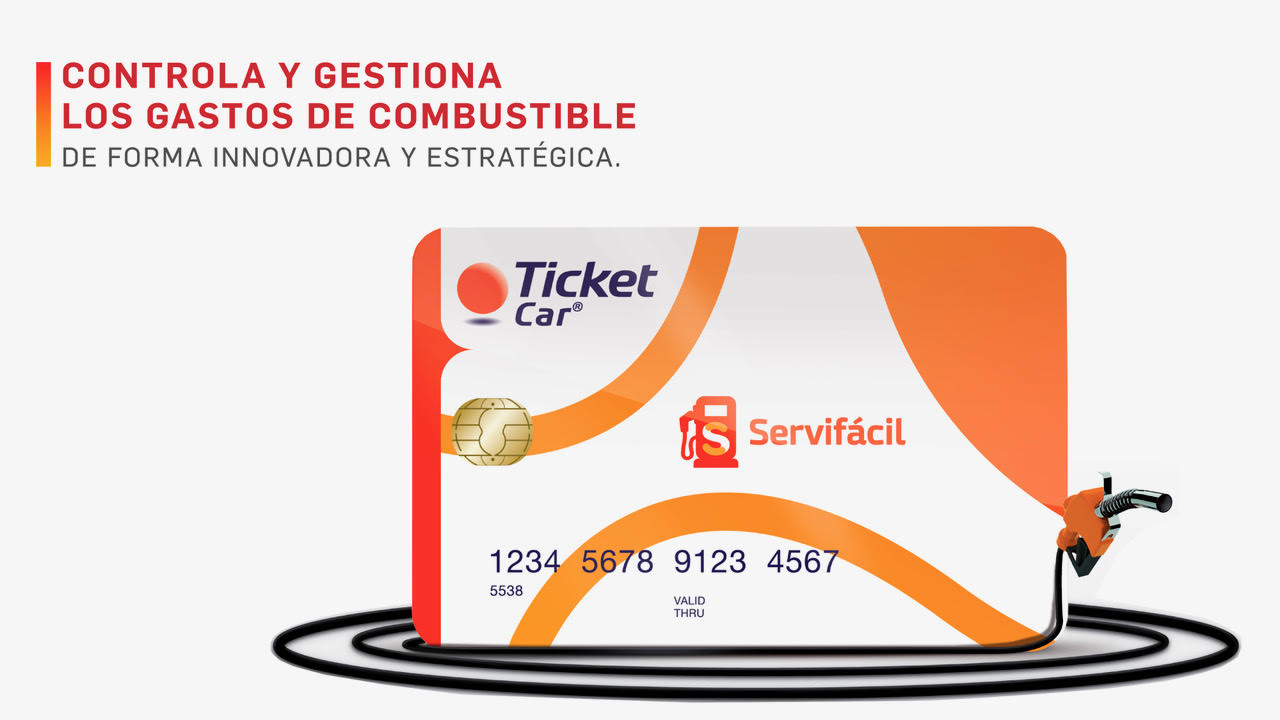 CONTROLA Y GESTIONA
LOS GASTOS DE COMBUSTIBLE
DE FORMA INNOVADORA Y ESTRATÉGICA.
Ticket
Car®
S Servifácil
1234 5678 9123 4567
5538
VALID
THRU